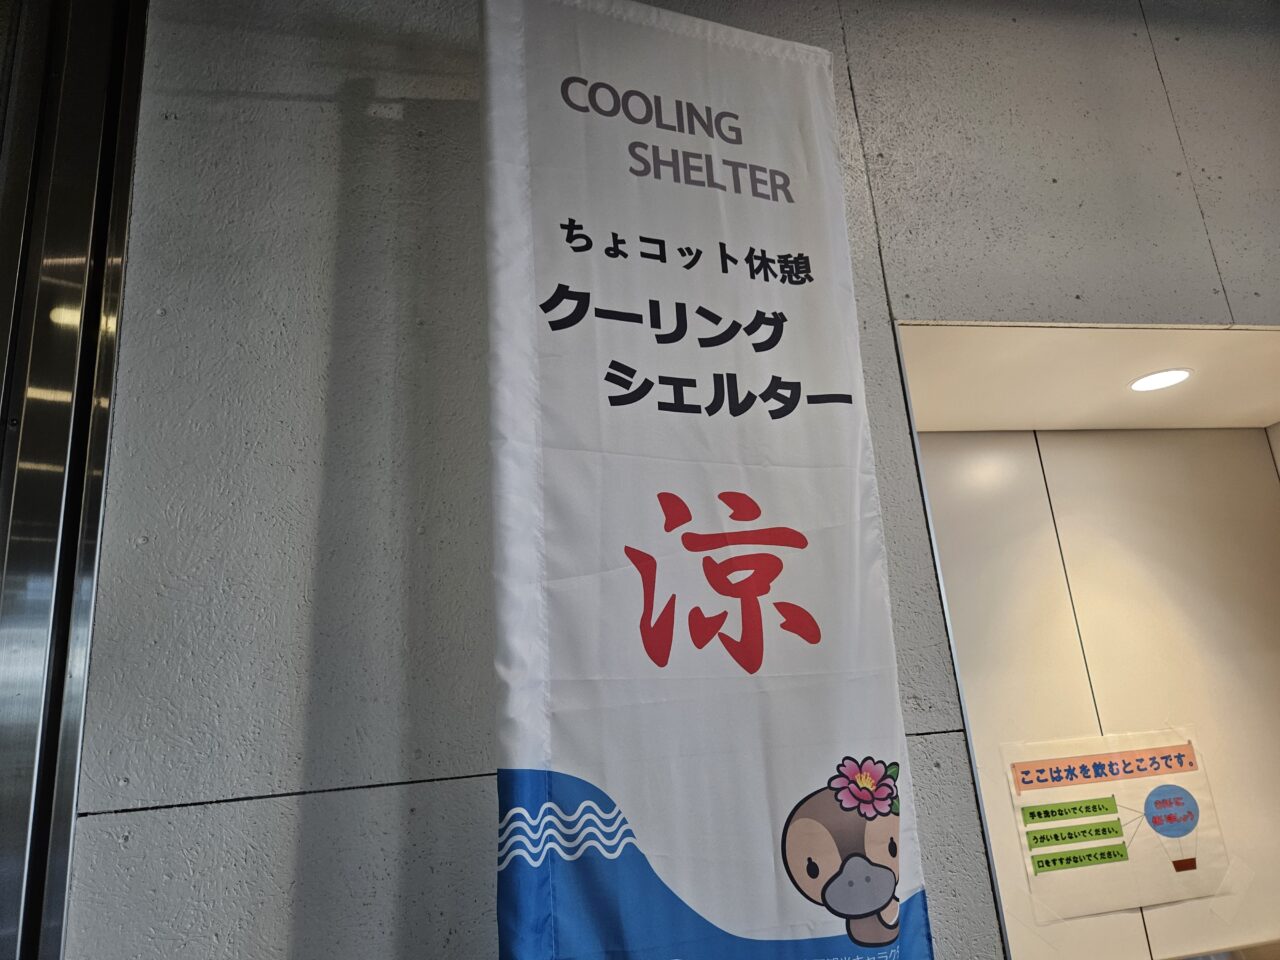 COOLING
SHELTER
ちょコット休憩
クーリング
シェルター
涼
ここは水を飲むところです。
手を洗わないでください。
うがいをしないでください。
口をすすがないでください。